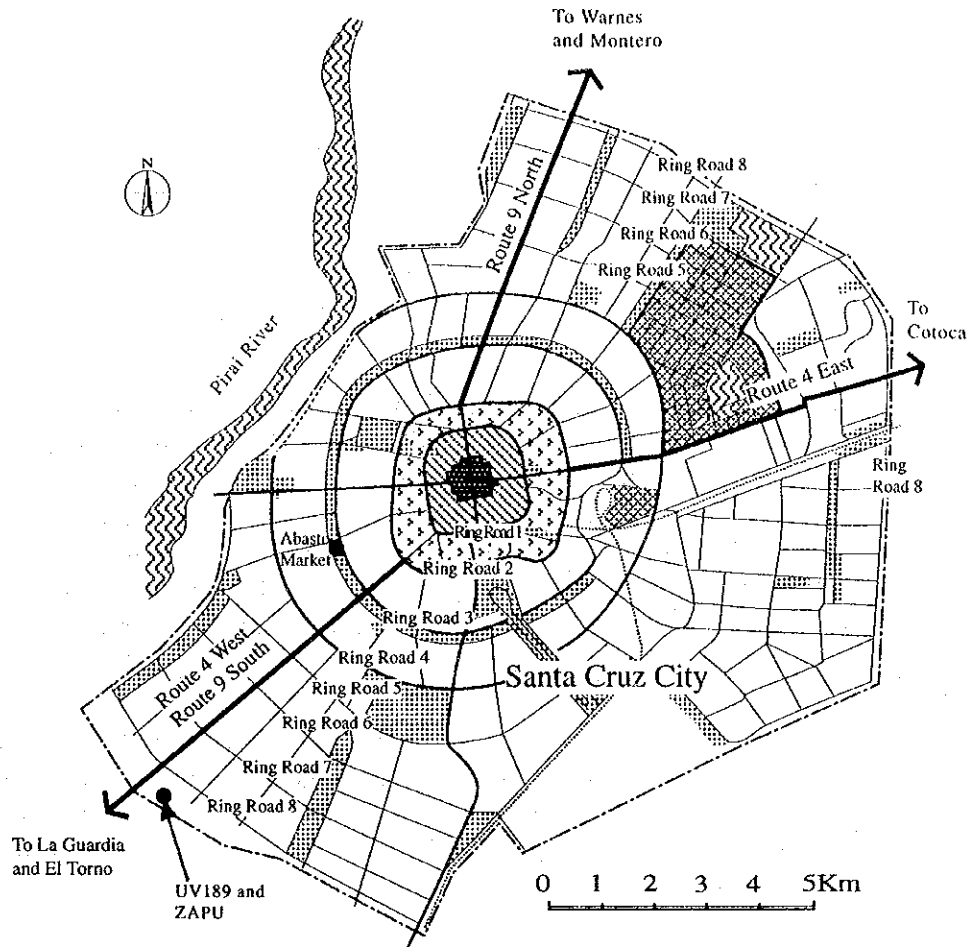 To Warnes
and Montero
N
Ring Road 8
Ring Road 7
Ring Road 6
Ring Road 5
Route 9 North
To
Cotoca
Pirai River
Route 4 East
Ring
Road 8
Abasto
Market
Ring Road 1
Ring Road 2
Ring Road 3
Ring Road 4
Santa Cruz City
Route 4 West
Route 9 South
Ring Road 5
Ring Road 6
Ring Road 7
Ring Road 8
To La Guardia
and El Torno
UV189 and
ZAPU
0 1 2 3 4 5Km